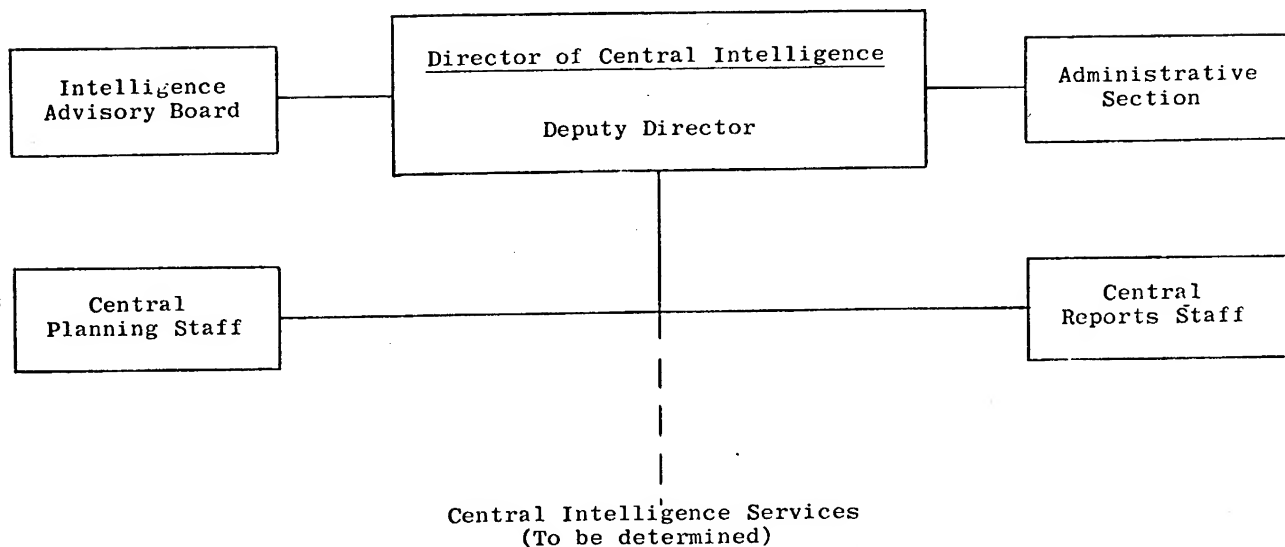 Director of Central Intelligence
Deputy Director
Intelligence
Advisory Board
Administrative
Section
Central
Planning Staff
Central
Reports Staff
Central Intelligence Services
(To be determined)